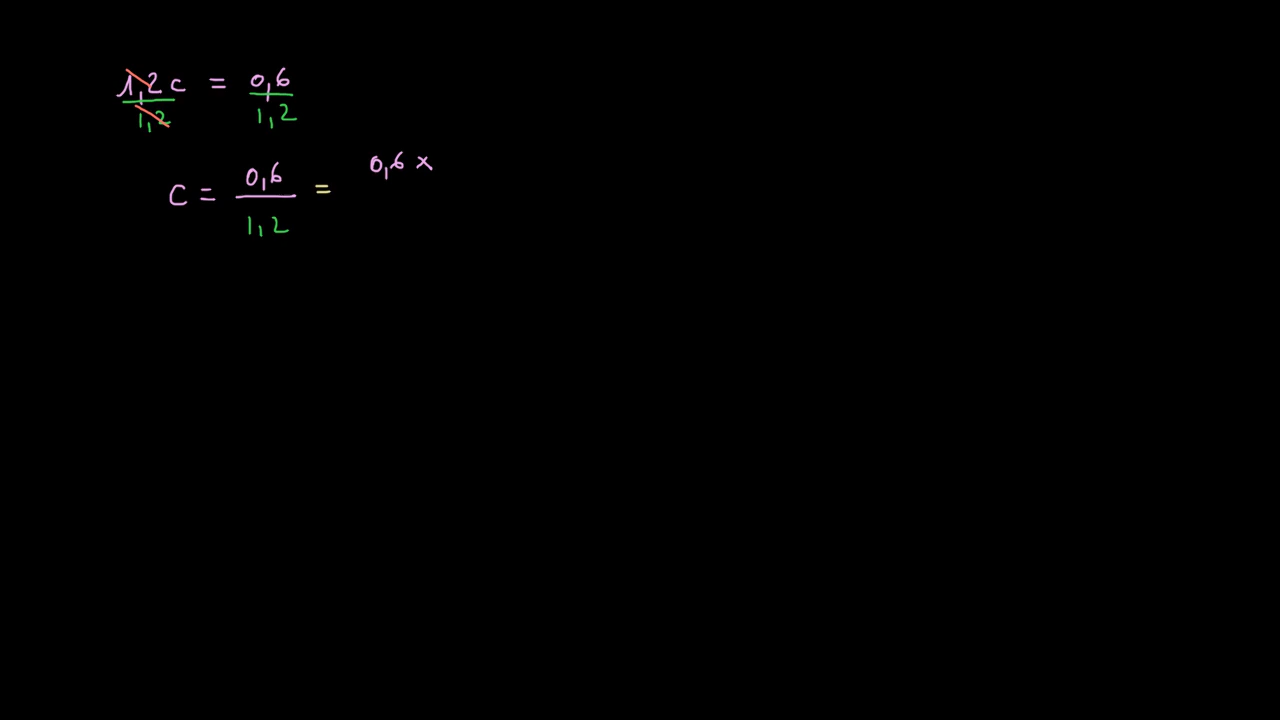 1,2c = 0,6
1,2 1,2
0,6 0,6 ×
c = =
1,2